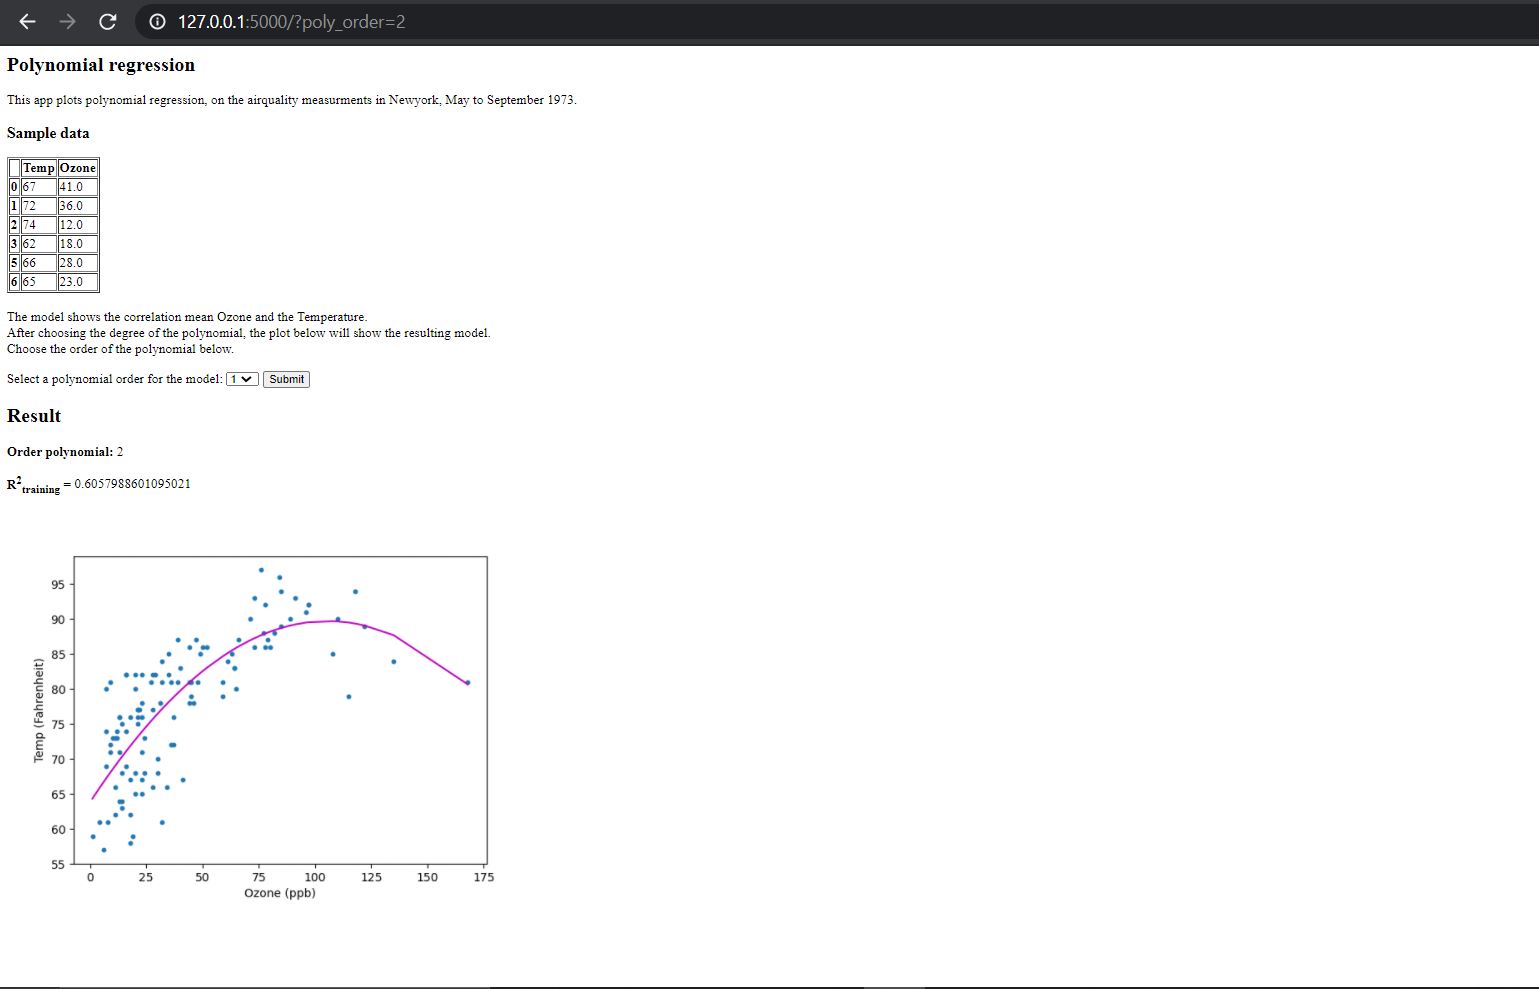 127.0.0.1:5000/?poly_order=2
Polynomial regression
This app plots polynomial regression, on the airquality measurments in Newyork, May to September 1973.
Sample data
Temp Ozone
0 67 41.0
1 72 36.0
2 74 12.0
3 62 18.0
5 66 28.0
6 65 23.0
The model shows the correlation mean Ozone and the Temperature.
After choosing the degree of the polynomial, the plot below will show the resulting model.
Choose the order of the polynomial below.
Select a polynomial order for the model: 1 Submit
Result
Order polynomial: 2
R2training = 0.6057988601095021
95
90
85
80
75
70
65
60
55
Temp (Fahrenheit)
0 25 50 75 100 125 150 175
Ozone (ppb)